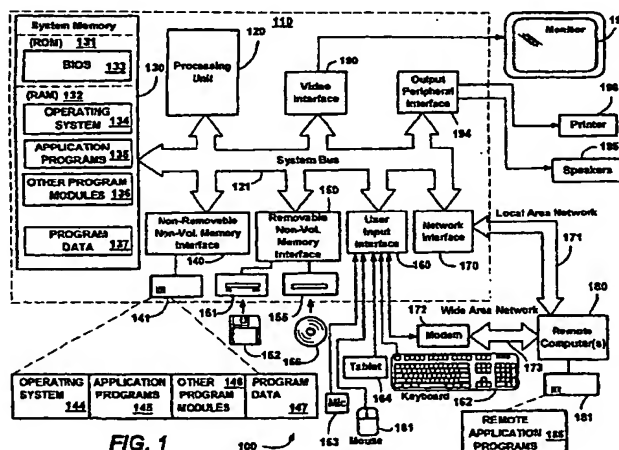 System Memory
(ROM) 131
BIOS 133
(RAM) 132
OPERATING
SYSTEM 134
APPLICATION
PROGRAMS 135
OTHER PROGRAM
MODULES 136
PROGRAM
DATA 137
130
120
Processing
Unit
110
190
Video
Interface
Output
Peripheral
Interface
194
Monitor
Printer
Speakers
System Bus
121
Non-Removable
Non-Vol. Memory
Interface
140
150
Removable
Non-Vol.
Memory
Interface
User
Input
Interface
160
Network
Interface
170
Local Area Network
171
141
151
152
155
156
172
Modem
Wide Area Network
173
180
Remote
Computer(s)
181
Tablet
164
Keyboard
162
Mic
163
Mouse
161
OPERATING
SYSTEM 144
APPLICATION
PROGRAMS 145
OTHER 146
PROGRAM
MODULES
PROGRAM
DATA 147
REMOTE
APPLICATION
PROGRAMS 185
FIG. 1
100